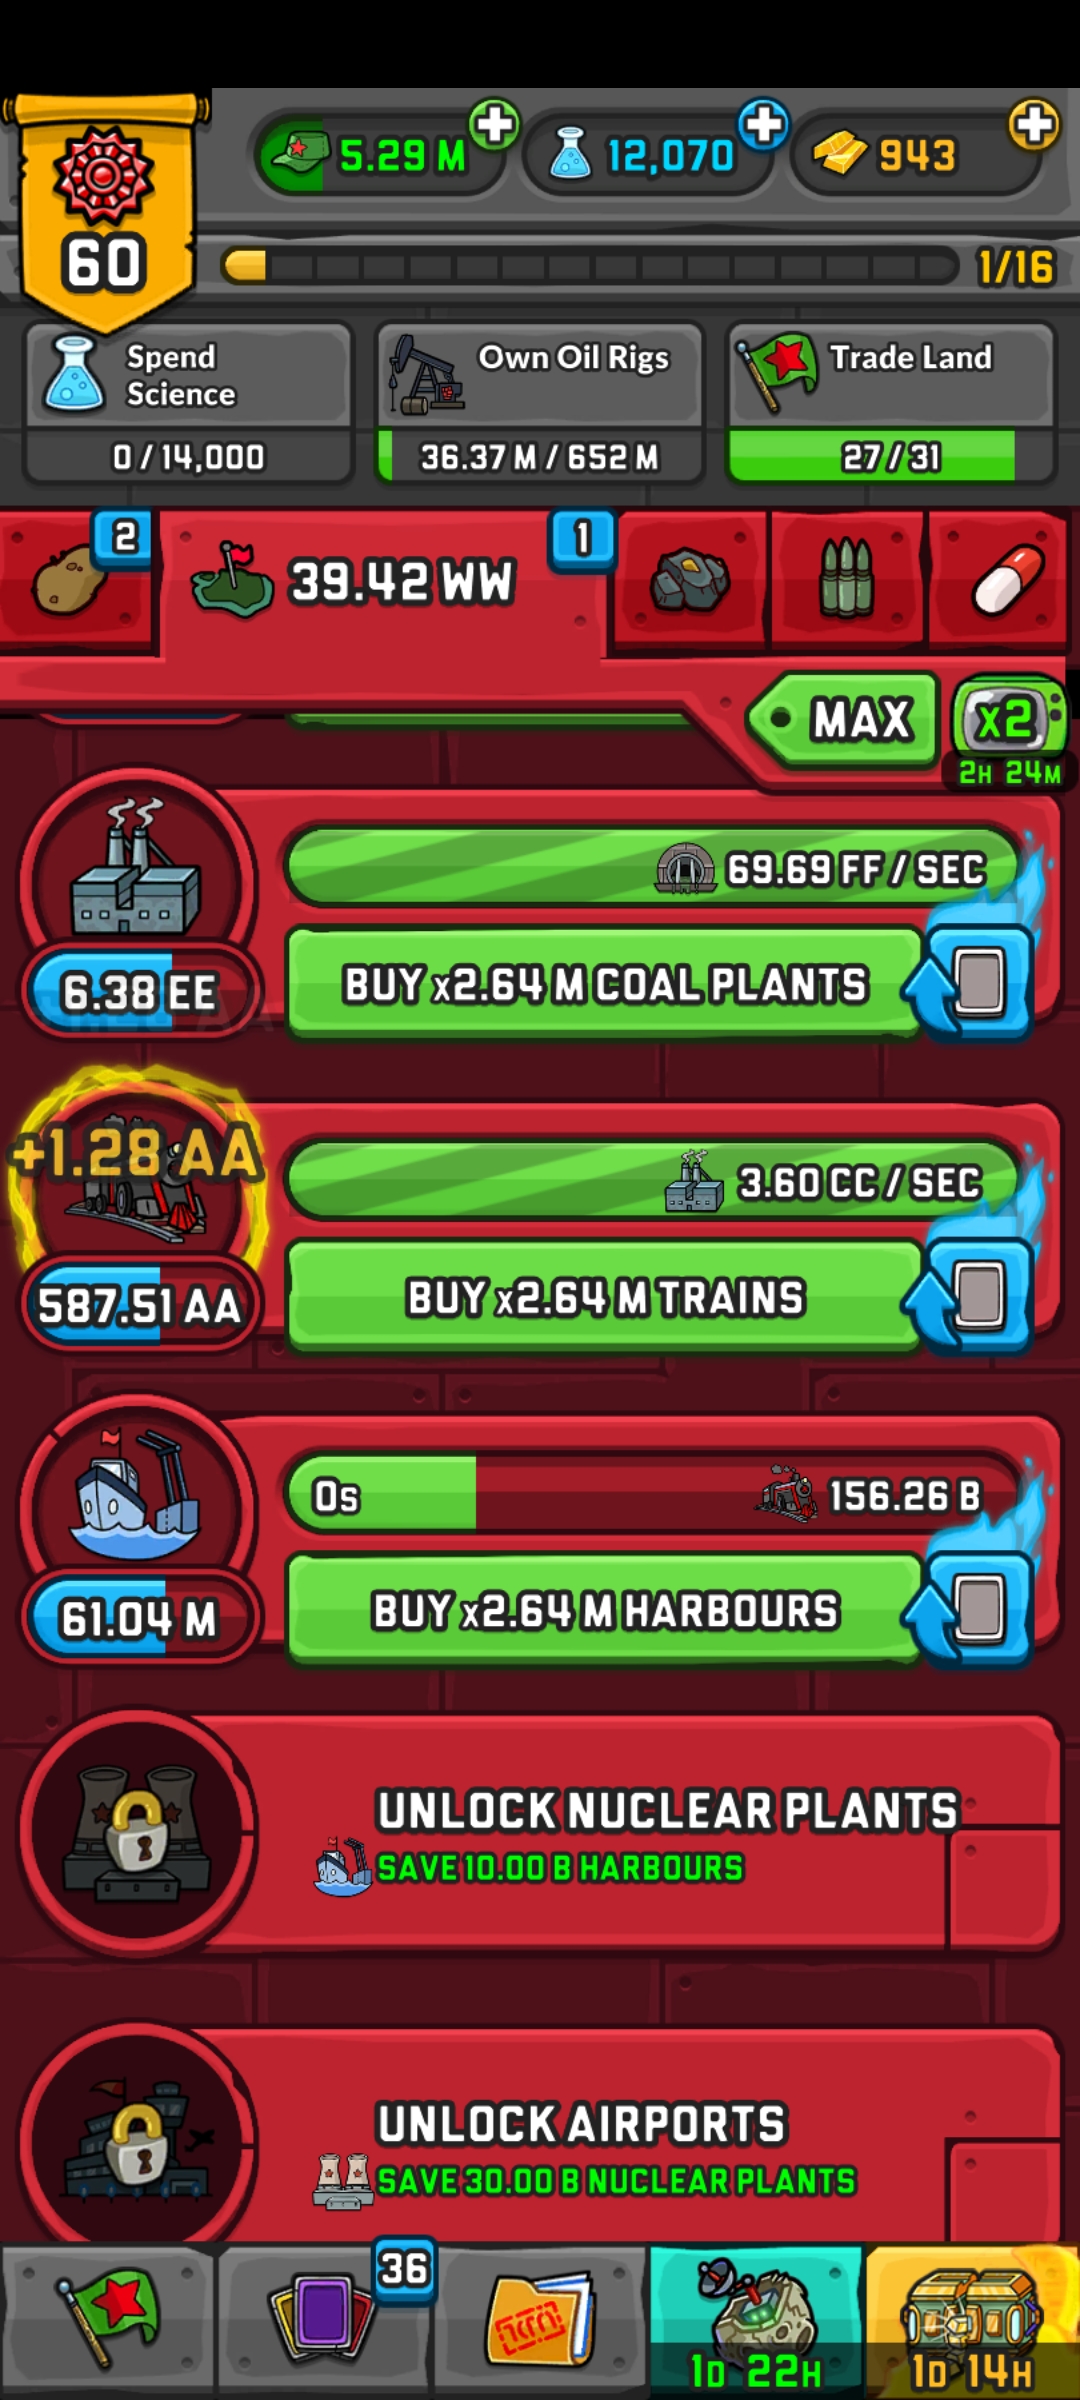 5.29 M
12,070
943
60
1/16
Spend
Science
0 / 14,000
Own Oil Rigs
36.37 M / 652 M
Trade Land
27 / 31
2
39.42 WW
1
MAX
x2
2H 24M
69.69 FF / SEC
BUY x2.64 M COAL PLANTS
6.38 EE
+1.28 AA
3.60 CC / SEC
BUY x2.64 M TRAINS
587.51 AA
0s
156.26 B
BUY x2.64 M HARBOURS
61.04 M
UNLOCK NUCLEAR PLANTS
SAVE 10.00 B HARBOURS
UNLOCK AIRPORTS
SAVE 30.00 B NUCLEAR PLANTS
36
1D 22H
1D 14H